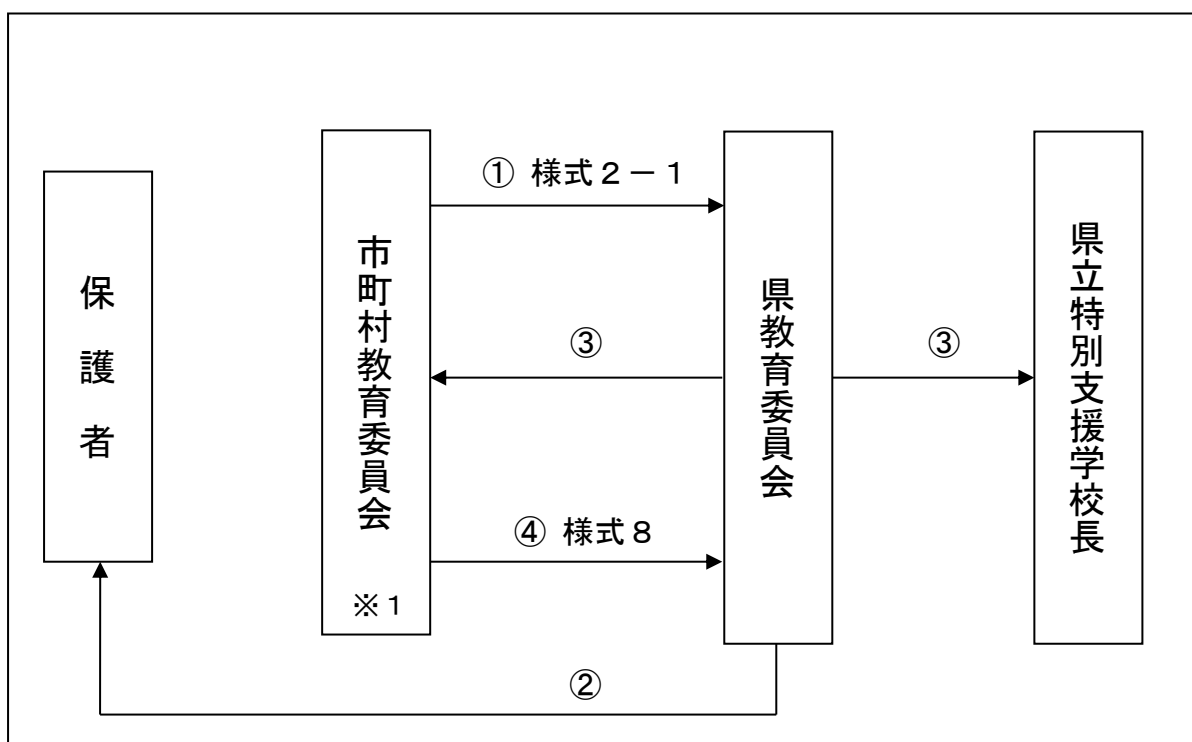 保護者
市町村教育委員会
※1
① 様式2-1
③
④ 様式8
②
県教育委員会
③
県立特別支援学校長